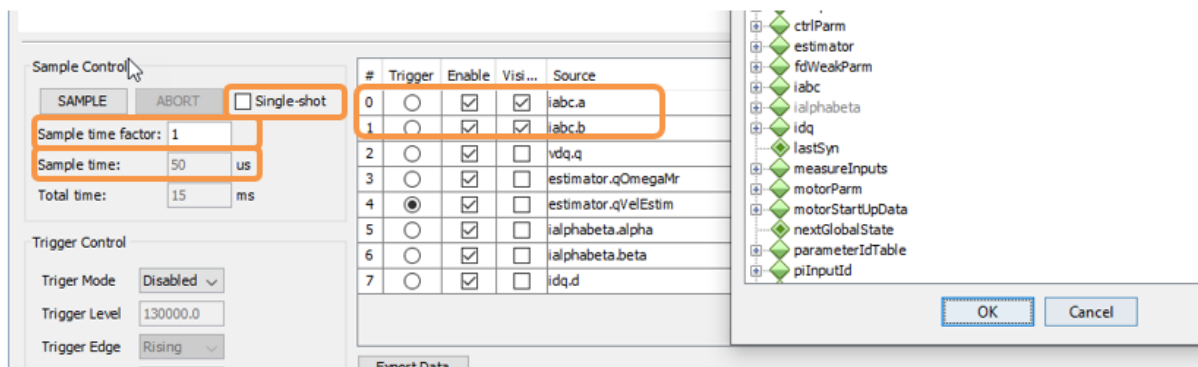 Sample Control
SAMPLE ABORT Single-shot
Sample time factor: 1
Sample time: 50 us
Total time: 15 ms
Trigger Control
Triger Mode Disabled
Trigger Level 130000.0
Trigger Edge Rising
# Trigger Enable Visi... Source
0 iabc.a
1 iabc.b
2 vdq.q
3 estimator.qOmegaMr
4 estimator.qVelEstim
5 ialphabeta.alpha
6 ialphabeta.beta
7 idq.d
Export Data
ctrlParm
estimator
fdWeakParm
iabc
ialphabeta
idq
lastSyn
measureInputs
motorParm
motorStartUpData
nextGlobalState
parameterIdTable
piInputId
OK Cancel